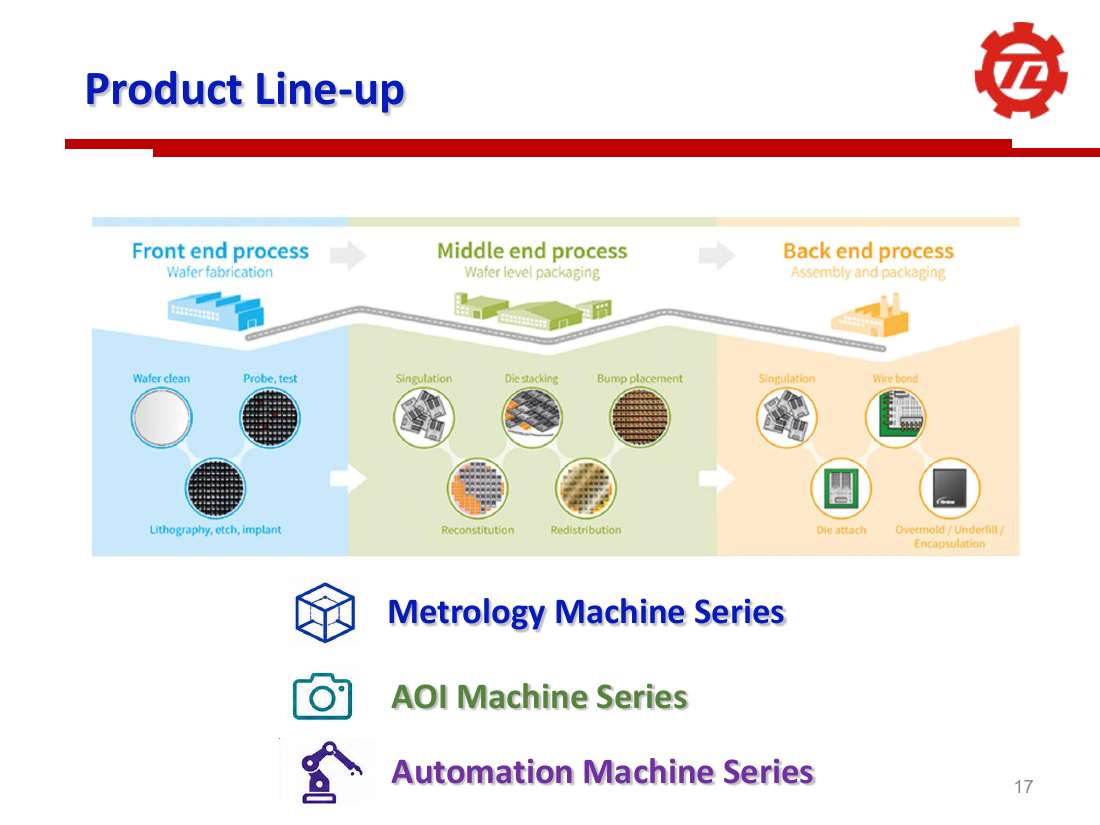 Product Line-up
TL
Front end process
Wafer fabrication
Middle end process
Wafer level packaging
Back end process
Assembly and packaging
Wafer clean
Probe, test
Lithography, etch, implant
Singulation
Die stacking
Bump placement
Reconstitution
Redistribution
Singulation
Wire bond
Die attach
Overmold / Underfill /
Encapsulation
Metrology Machine Series
AOI Machine Series
Automation Machine Series
17